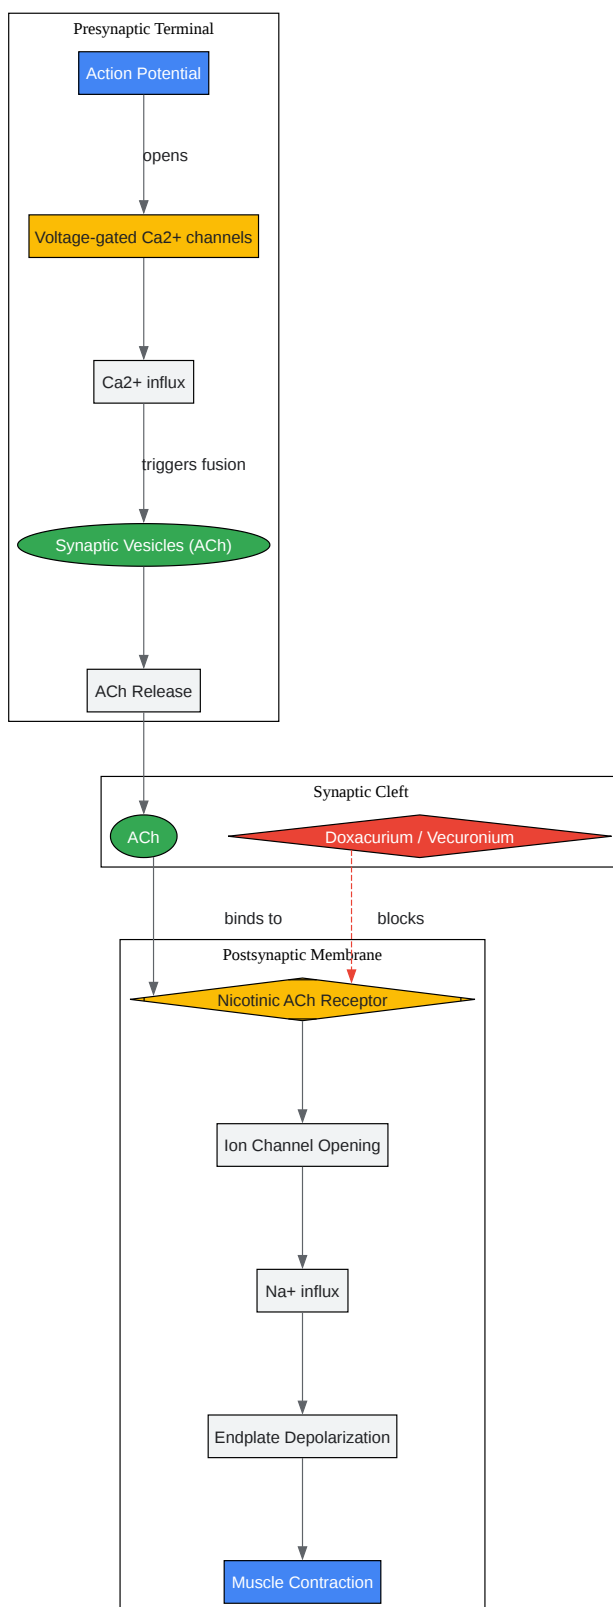 Presynaptic Terminal
Action Potential
opens
Voltage-gated Ca2+ channels
Ca2+ influx
triggers fusion
Synaptic Vesicles (ACh)
ACh Release
Synaptic Cleft
ACh
Doxacurium / Vecuronium
binds to
blocks
Postsynaptic Membrane
Nicotinic ACh Receptor
Ion Channel Opening
Na+ influx
Endplate Depolarization
Muscle Contraction